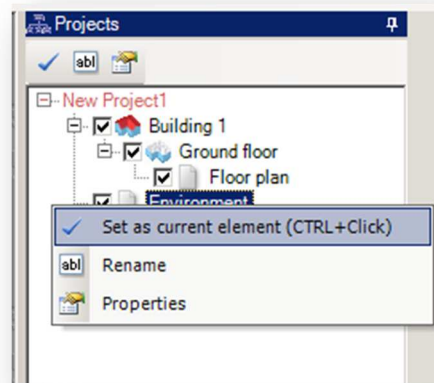 Projects
abl
New Project1
Building 1
Ground floor
Floor plan
Environment
Set as current element (CTRL+Click)
abl Rename
Properties